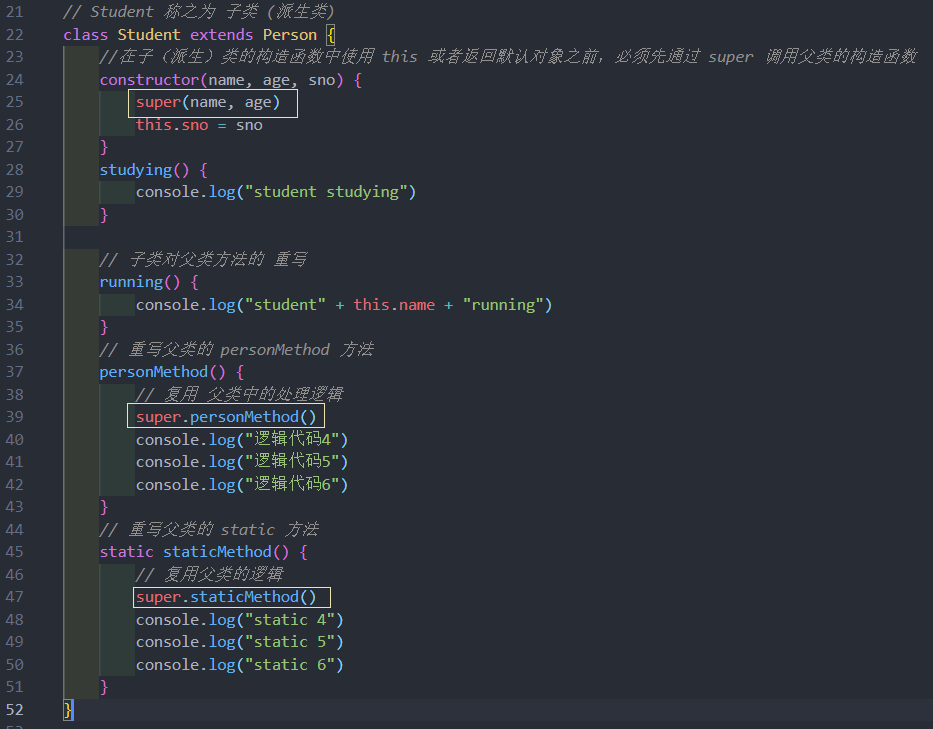 21 // Student 称之为 子类 (派生类)
22 class Student extends Person {
23 //在子（派生）类的构造函数中使用 this 或者返回默认对象之前，必须先通过 super 调用父类的构造函数
24 constructor(name, age, sno) {
25 super(name, age)
26 this.sno = sno
27 }
28 studying() {
29 console.log("student studying")
30 }
31
32 // 子类对父类方法的 重写
33 running() {
34 console.log("student" + this.name + "running")
35 }
36 // 重写父类的 personMethod 方法
37 personMethod() {
38 // 复用 父类中的处理逻辑
39 super.personMethod()
40 console.log("逻辑代码4")
41 console.log("逻辑代码5")
42 console.log("逻辑代码6")
43 }
44 // 重写父类的 static 方法
45 static staticMethod() {
46 // 复用父类的逻辑
47 super.staticMethod()
48 console.log("static 4")
49 console.log("static 5")
50 console.log("static 6")
51 }
52 }